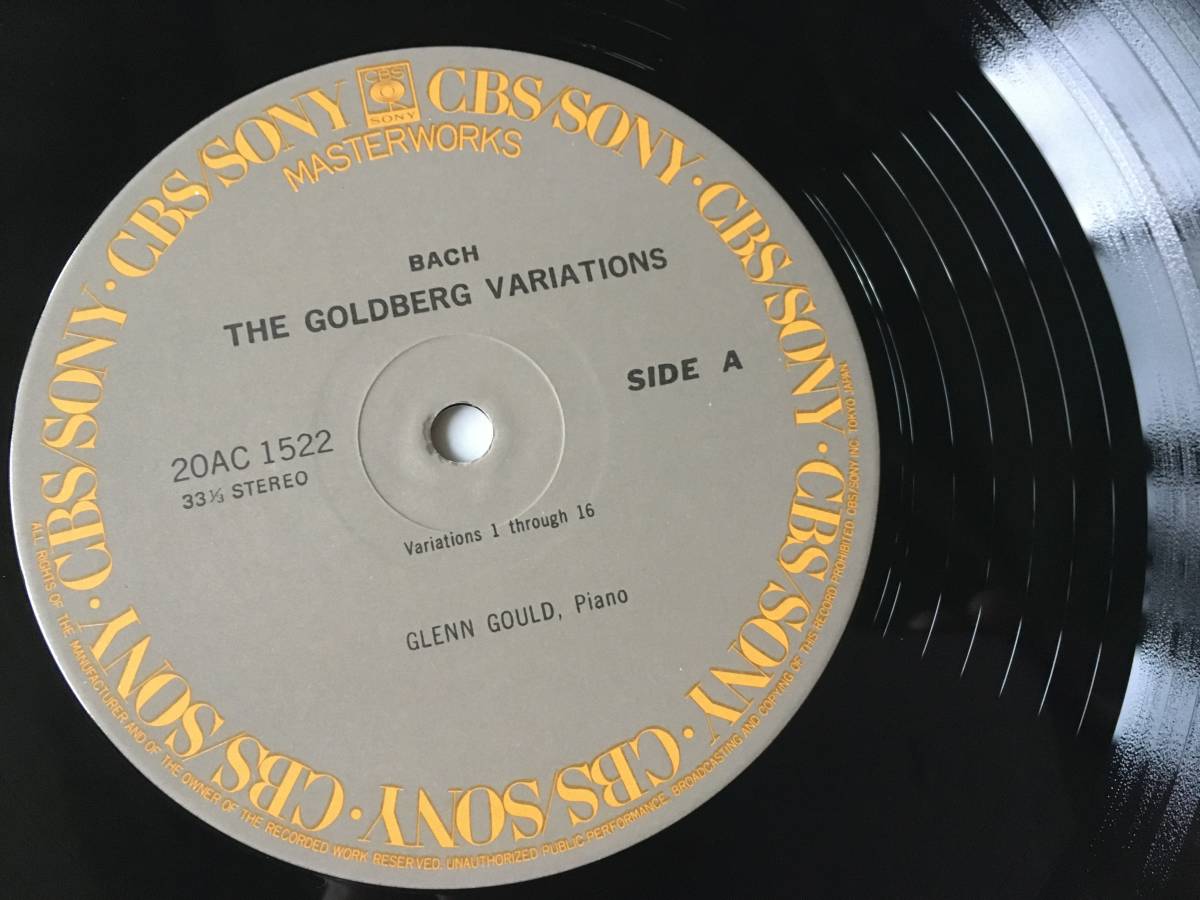 CBS
SONY
MASTERWORKS
CBS/SONY · CBS/SONY · CBS/SONY · CBS/SONY · CBS/SONY · CBS/SONY · CBS/SONY · CBS/SONY
BACH
THE GOLDBERG VARIATIONS
SIDE A
20AC 1522
33⅓ STEREO
Variations 1 through 16
GLENN GOULD, Piano
ALL RIGHTS OF THE MANUFACTURER AND OF THE OWNER OF THE RECORDED WORK RESERVED. UNAUTHORIZED PUBLIC PERFORMANCE, BROADCASTING AND COPYING OF THIS RECORD PROHIBITED. CBS/SONY INC. TOKYO JAPAN